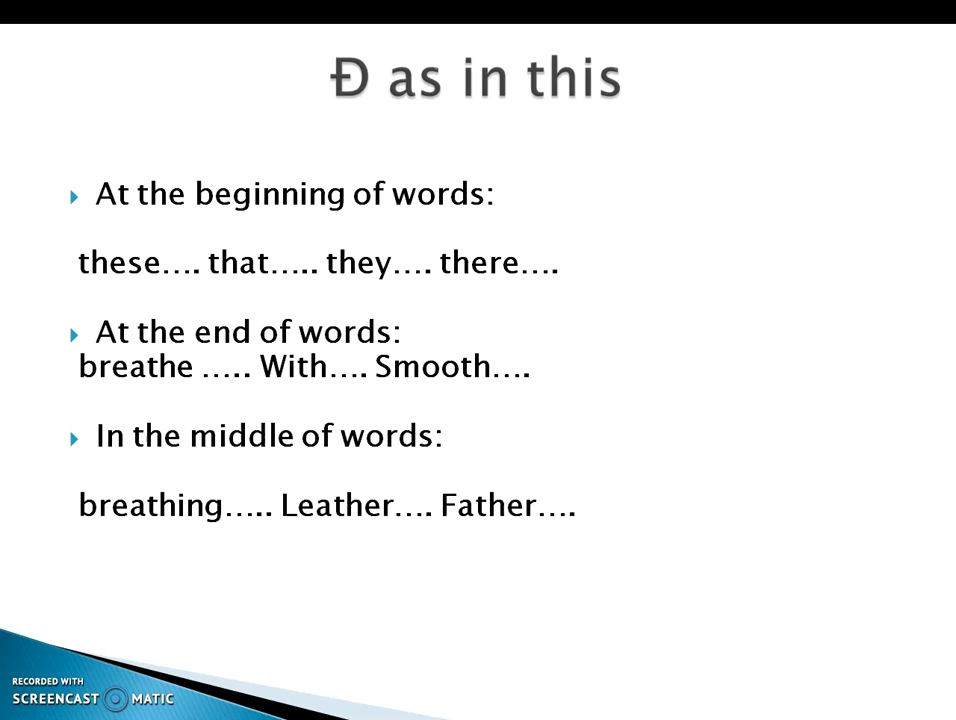 Đ as in this
At the beginning of words:
these…. that….. they…. there….
At the end of words:
breathe ….. With…. Smooth….
In the middle of words:
breathing….. Leather…. Father….
RECORDED WITH
SCREENCAST MATIC